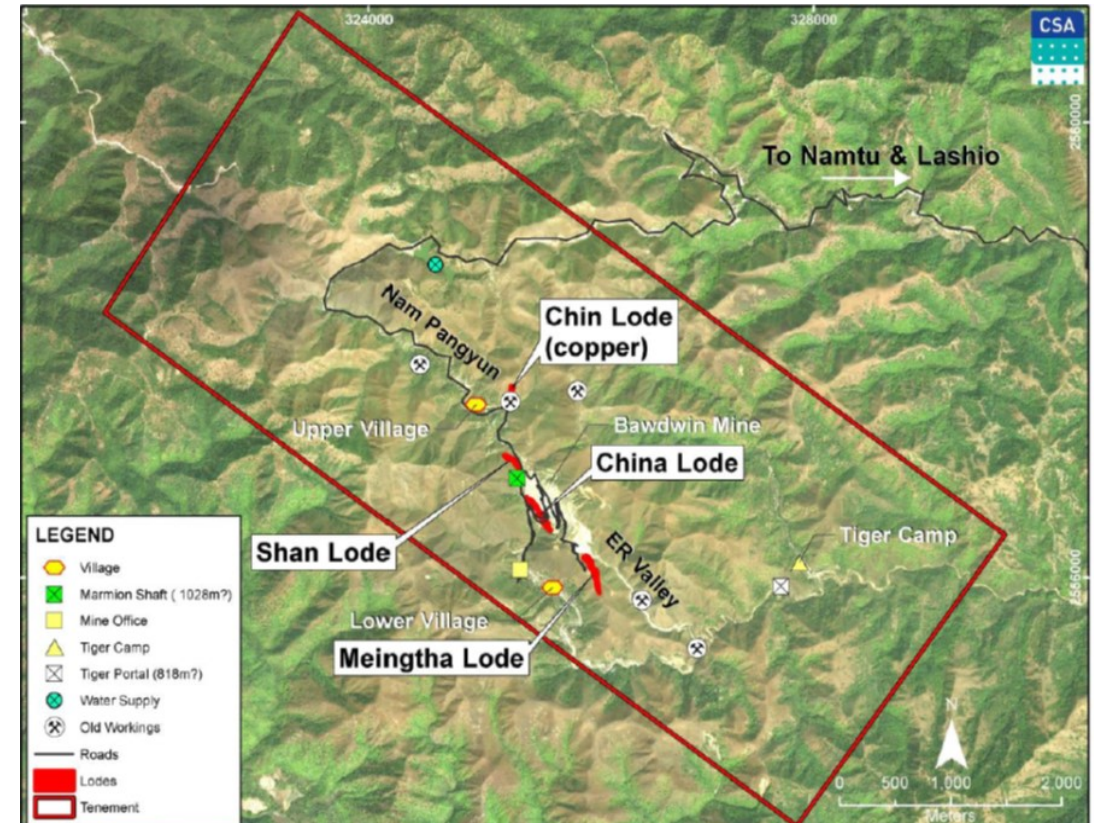 324000
328000
CSA
2560000
To Namtu & Lashio
Nam Pangyun
Chin Lode
(copper)
Upper Village
Bawdwin Mine
China Lode
Shan Lode
ER Valley
Tiger Camp
Lower Village
Meingtha Lode
LEGEND
Village
Marmion Shaft ( 1028m?)
Mine Office
Tiger Camp
Tiger Portal (818m?)
Water Supply
Old Workings
Roads
Lodes
Tenement
N
0 500 1,000 2,000
Meters